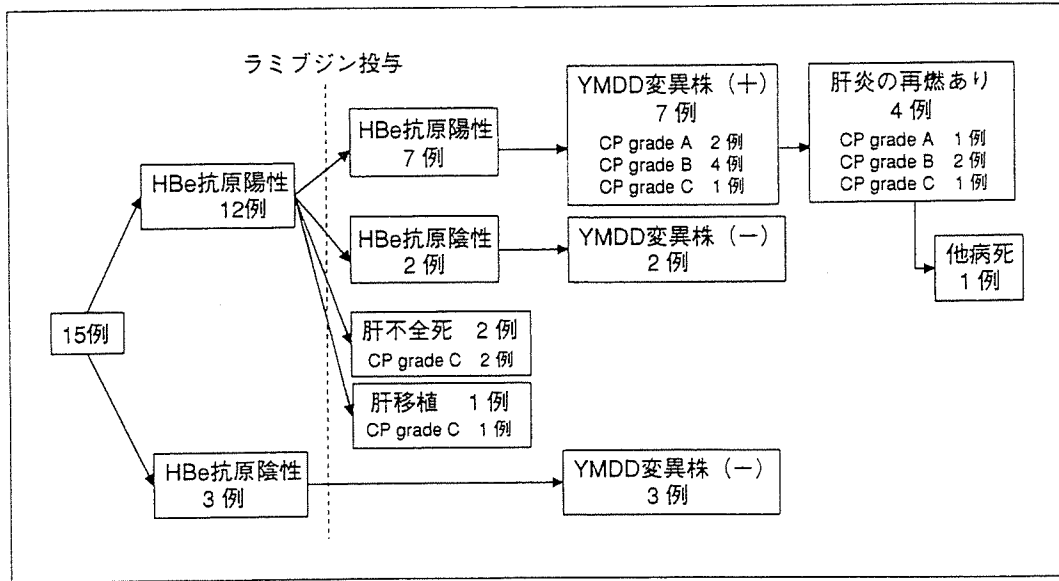 ラミブジン投与
15例
HBe抗原陽性
12例
HBe抗原陽性
7 例
YMDD変異株（＋）
7 例
CP grade A 2 例
CP grade B 4 例
CP grade C 1 例
肝炎の再燃あり
4 例
CP grade A 1 例
CP grade B 2 例
CP grade C 1 例
他病死
1 例
HBe抗原陰性
2 例
YMDD変異株（－）
2 例
肝不全死 2 例
CP grade C 2 例
肝移植 1 例
CP grade C 1 例
HBe抗原陰性
3 例
YMDD変異株（－）
3 例